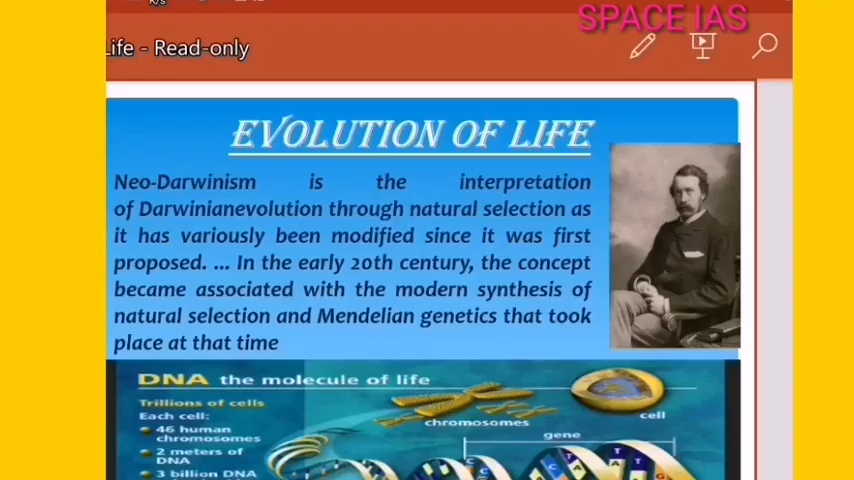 K/s
SPACE IAS
Life - Read-only
EVOLUTION OF LIFE
Neo-Darwinism is the interpretation
of Darwinianevolution through natural selection as
it has variously been modified since it was first
proposed. ... In the early 20th century, the concept
became associated with the modern synthesis of
natural selection and Mendelian genetics that took
place at that time
DNA the molecule of life
Trillions of cells
Each cell:
46 human
chromosomes
2 meters of
DNA
3 billion DNA
chromosomes
cell
gene